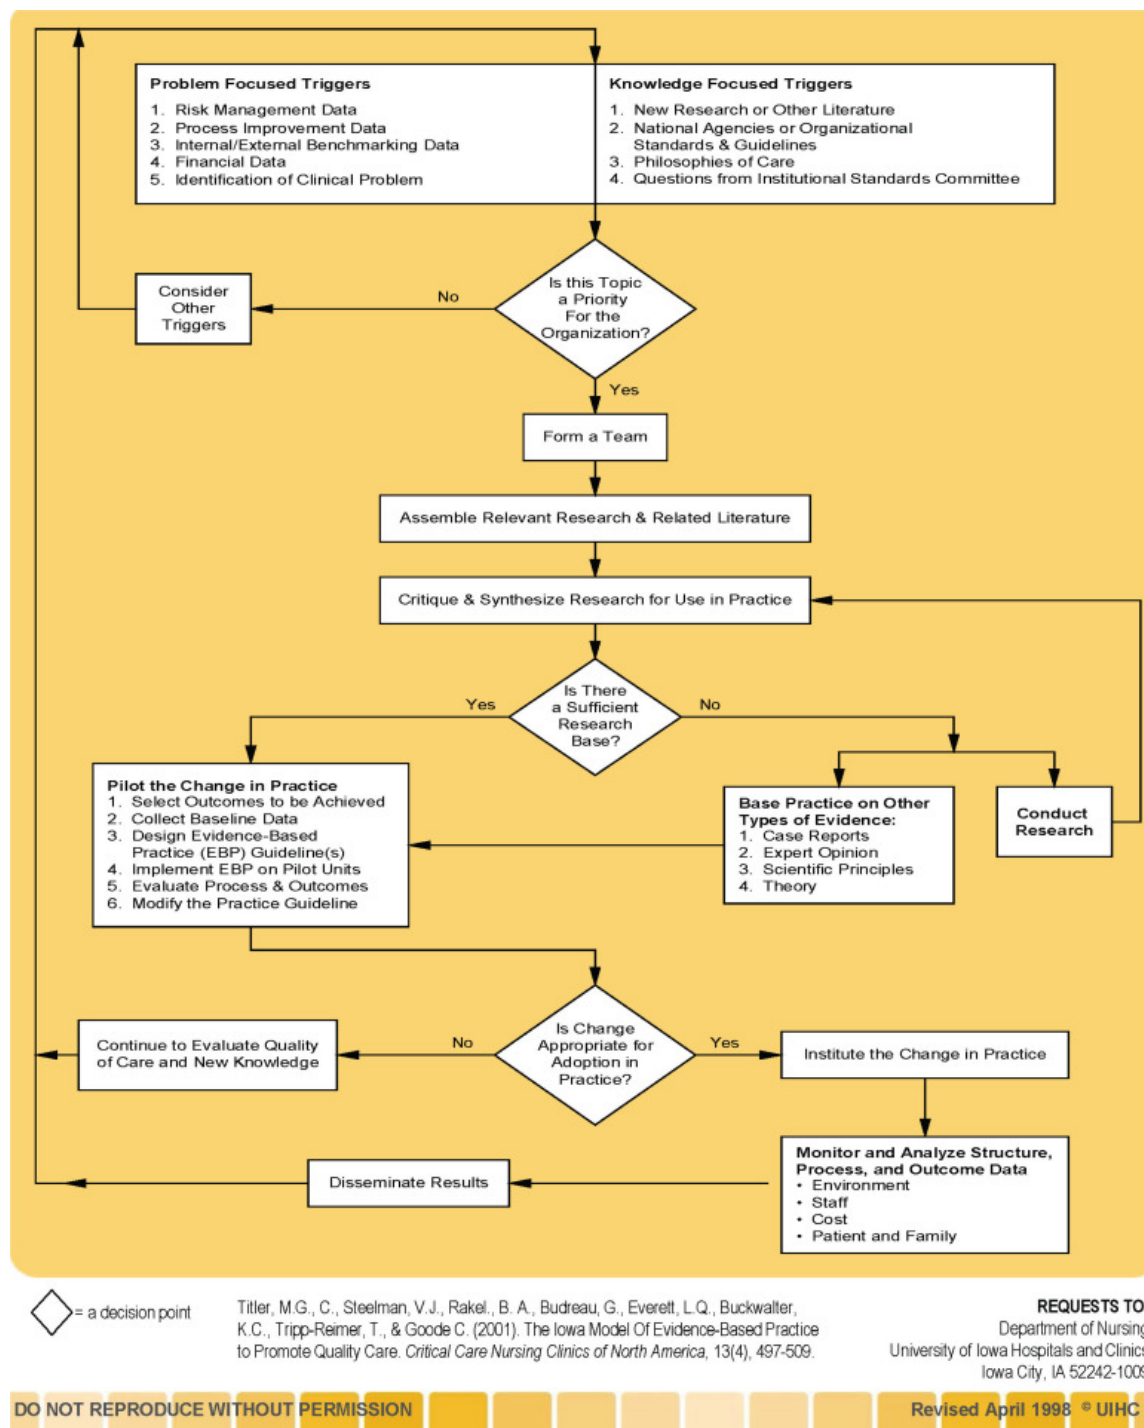 Problem Focused Triggers
1. Risk Management Data
2. Process Improvement Data
3. Internal/External Benchmarking Data
4. Financial Data
5. Identification of Clinical Problem
Knowledge Focused Triggers
1. New Research or Other Literature
2. National Agencies or Organizational
Standards & Guidelines
3. Philosophies of Care
4. Questions from Institutional Standards Committee
Consider
Other
Triggers
No
Is this Topic
a Priority
For the
Organization?
Yes
Form a Team
Assemble Relevant Research & Related Literature
Critique & Synthesize Research for Use in Practice
Yes
Is There
a Sufficient
Research
Base?
No
Pilot the Change in Practice
1. Select Outcomes to be Achieved
2. Collect Baseline Data
3. Design Evidence-Based
Practice (EBP) Guideline(s)
4. Implement EBP on Pilot Units
5. Evaluate Process & Outcomes
6. Modify the Practice Guideline
Base Practice on Other
Types of Evidence:
1. Case Reports
2. Expert Opinion
3. Scientific Principles
4. Theory
Conduct
Research
Continue to Evaluate Quality
of Care and New Knowledge
No
Is Change
Appropriate for
Adoption in
Practice?
Yes
Institute the Change in Practice
Monitor and Analyze Structure,
Process, and Outcome Data
• Environment
• Staff
• Cost
• Patient and Family
Disseminate Results
= a decision point
Titler, M.G., C., Steelman, V.J., Rakel., B. A., Budreau, G., Everett, L.Q., Buckwalter,
K.C., Tripp-Reimer, T., & Goode C. (2001). The Iowa Model Of Evidence-Based Practice
to Promote Quality Care. Critical Care Nursing Clinics of North America, 13(4), 497-509.
REQUESTS TO
Department of Nursing
University of Iowa Hospitals and Clinics
Iowa City, IA 52242-1009
DO NOT REPRODUCE WITHOUT PERMISSION
Revised April 1998 © UIHC